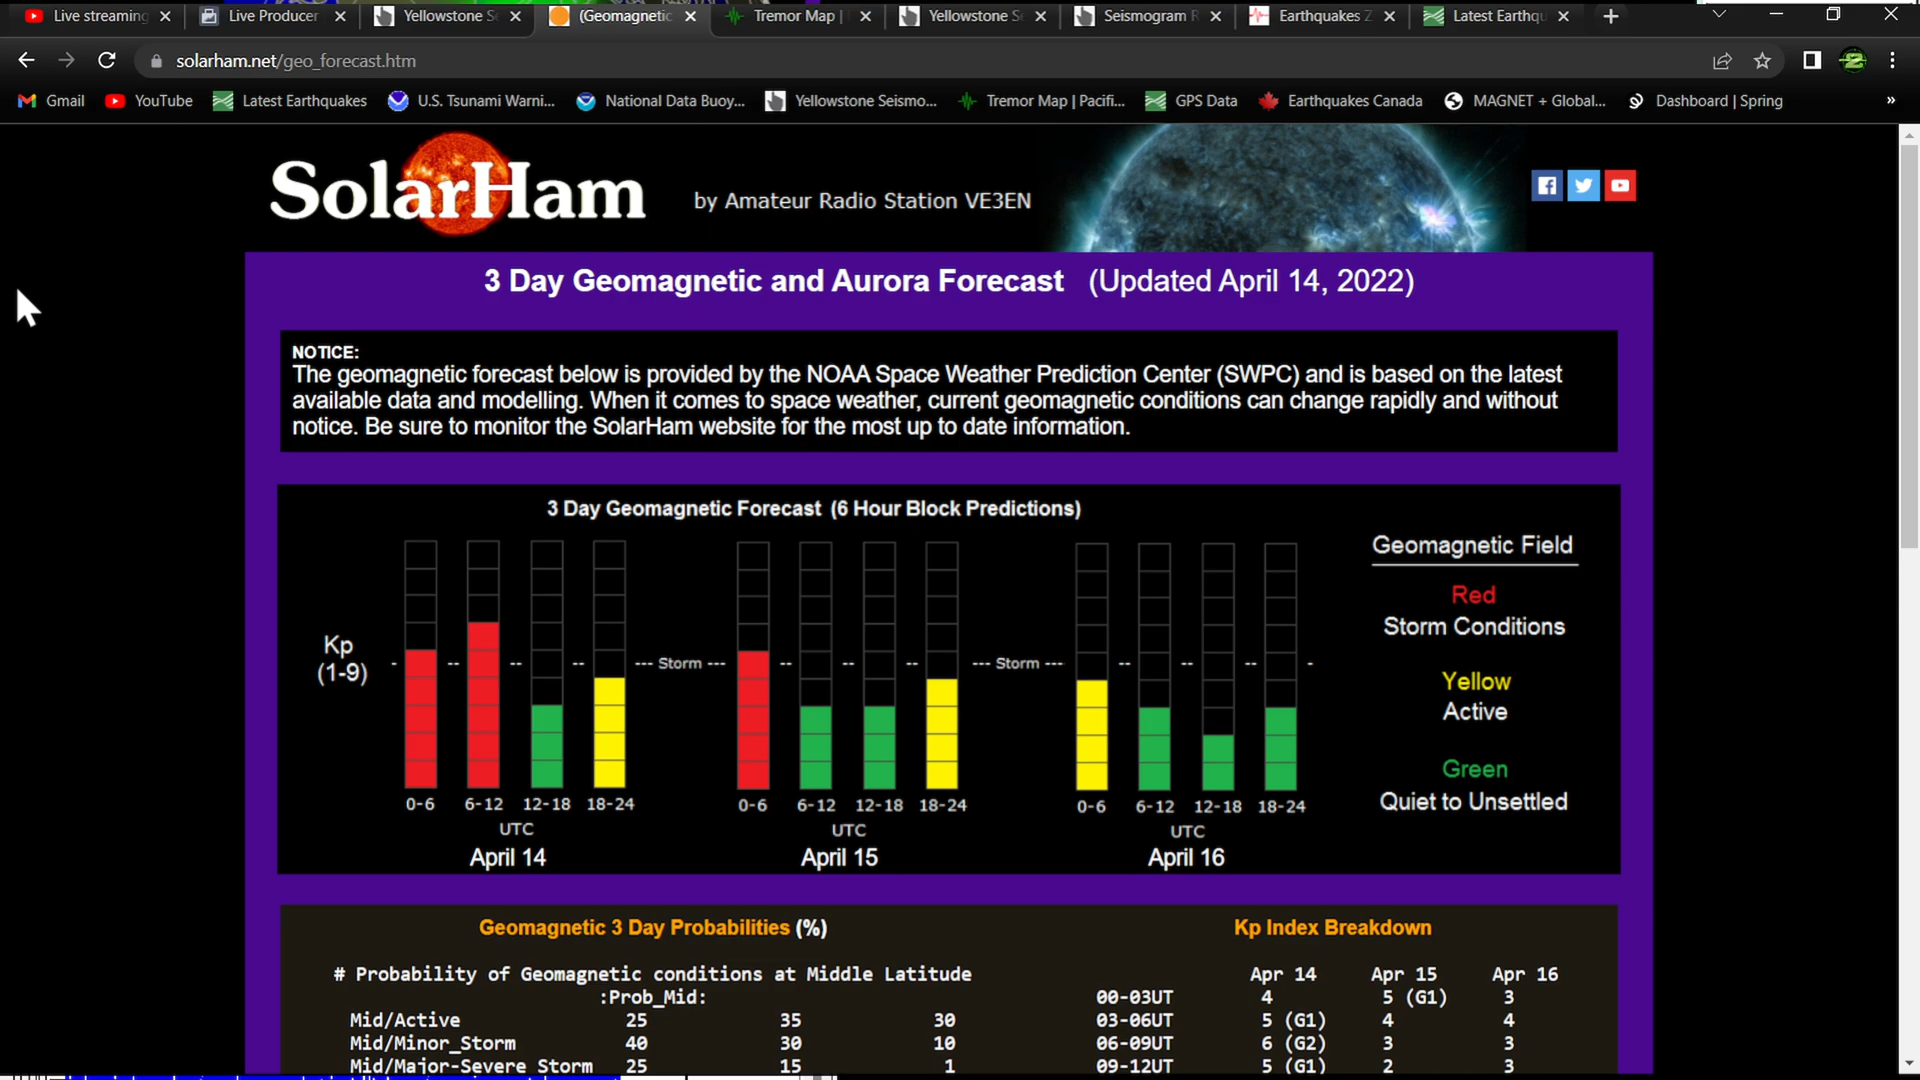 Live streaming
Live Producer
Yellowstone Se
(Geomagnetic
Tremor Map |
Yellowstone Se
Seismogram R
Earthquakes Z
Latest Earthqu
solarham.net/geo_forecast.htm
Gmail
YouTube
Latest Earthquakes
U.S. Tsunami Warni...
National Data Buoy...
Yellowstone Seismo...
Tremor Map | Pacifi...
GPS Data
Earthquakes Canada
MAGNET + Global...
Dashboard | Spring
»
SolarHam
by Amateur Radio Station VE3EN
3 Day Geomagnetic and Aurora Forecast (Updated April 14, 2022)
NOTICE:
The geomagnetic forecast below is provided by the NOAA Space Weather Prediction Center (SWPC) and is based on the latest
available data and modelling. When it comes to space weather, current geomagnetic conditions can change rapidly and without
notice. Be sure to monitor the SolarHam website for the most up to date information.
3 Day Geomagnetic Forecast (6 Hour Block Predictions)
Geomagnetic Field
Red
Storm Conditions
Kp
(1-9)
- -- -- -- --- Storm --- -- -- -- --- Storm --- -- -- -- -
Yellow
Active
Green
Quiet to Unsettled
0-6 6-12 12-18 18-24 0-6 6-12 12-18 18-24 0-6 6-12 12-18 18-24
UTC UTC UTC
April 14 April 15 April 16
Geomagnetic 3 Day Probabilities (%)
# Probability of Geomagnetic conditions at Middle Latitude
:Prob_Mid:
Mid/Active 25 35 30
Mid/Minor_Storm 40 30 10
Mid/Major-Severe Storm 25 15 1
Kp Index Breakdown
Apr 14 Apr 15 Apr 16
00-03UT 4 5 (G1) 3
03-06UT 5 (G1) 4 4
06-09UT 6 (G2) 3 3
09-12UT 5 (G1) 2 3